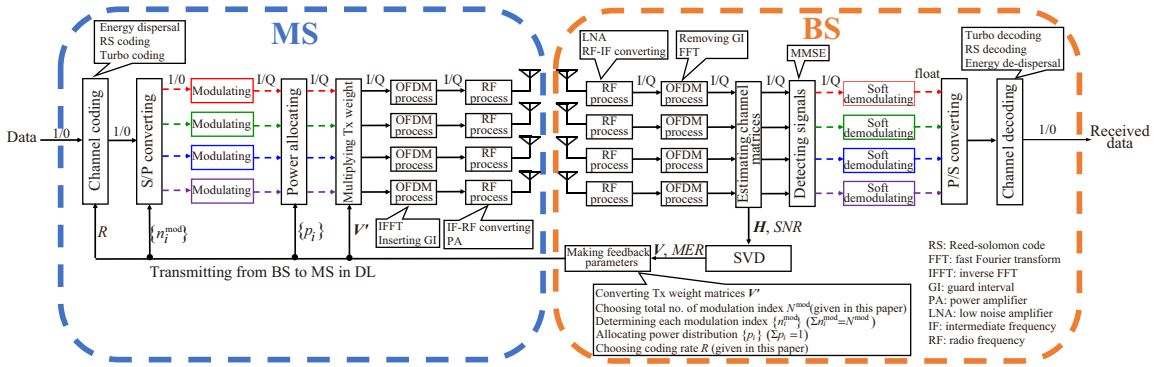 MS
BS
Energy dispersal
RS coding
Turbo coding
LNA
RF-IF converting
Removing GI
FFT
MMSE
Turbo decoding
RS decoding
Energy de-dispersal
Data
1/0
Channel coding
1/0
S/P converting
1/0
Modulating
Modulating
Modulating
Modulating
I/Q
Power allocating
I/Q
Multiplying Tx weight
I/Q
OFDM
process
OFDM
process
OFDM
process
OFDM
process
I/Q
RF
process
RF
process
RF
process
RF
process
IFFT
Inserting GI
IF-RF converting
PA
RF
process
RF
process
RF
process
RF
process
I/Q
OFDM
process
OFDM
process
OFDM
process
OFDM
process
I/Q
Estimating channel
matrices
I/Q
Detecting signals
I/Q
Soft
demodulating
Soft
demodulating
Soft
demodulating
Soft
demodulating
float
P/S converting
Channel decoding
1/0
Received
data
R
{n_i^mod}
{p_i}
V'
H, SNR
SVD
V, MER
Making feedback
parameters
Transmitting from BS to MS in DL
Converting Tx weight matrices V'
Choosing total no. of modulation index N^mod(given in this paper)
Determining each modulation index {n_i^mod} (Σn_i^mod=N^mod)
Allocating power distribution {p_i} (Σp_i=1)
Choosing coding rate R (given in this paper)
RS: Reed-solomon code
FFT: fast Fourier transform
IFFT: inverse FFT
GI: guard interval
PA: power amplifier
LNA: low noise amplifier
IF: intermediate frequency
RF: radio frequency